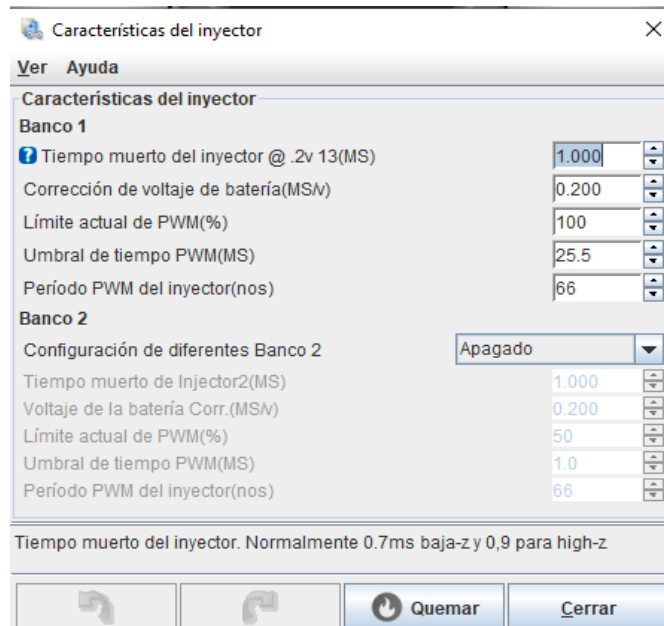 Características del inyector
Ver Ayuda
Características del inyector
Banco 1
Tiempo muerto del inyector @ .2v 13(MS) 1.000
Corrección de voltaje de batería(MS/v) 0.200
Límite actual de PWM(%) 100
Umbral de tiempo PWM(MS) 25.5
Período PWM del inyector(nos) 66
Banco 2
Configuración de diferentes Banco 2 Apagado
Tiempo muerto de Injector2(MS) 1.000
Voltaje de la batería Corr.(MS/v) 0.200
Límite actual de PWM(%) 50
Umbral de tiempo PWM(MS) 1.0
Período PWM del inyector(nos) 66
Tiempo muerto del inyector. Normalmente 0.7ms baja-z y 0,9 para high-z
Quemar Cerrar